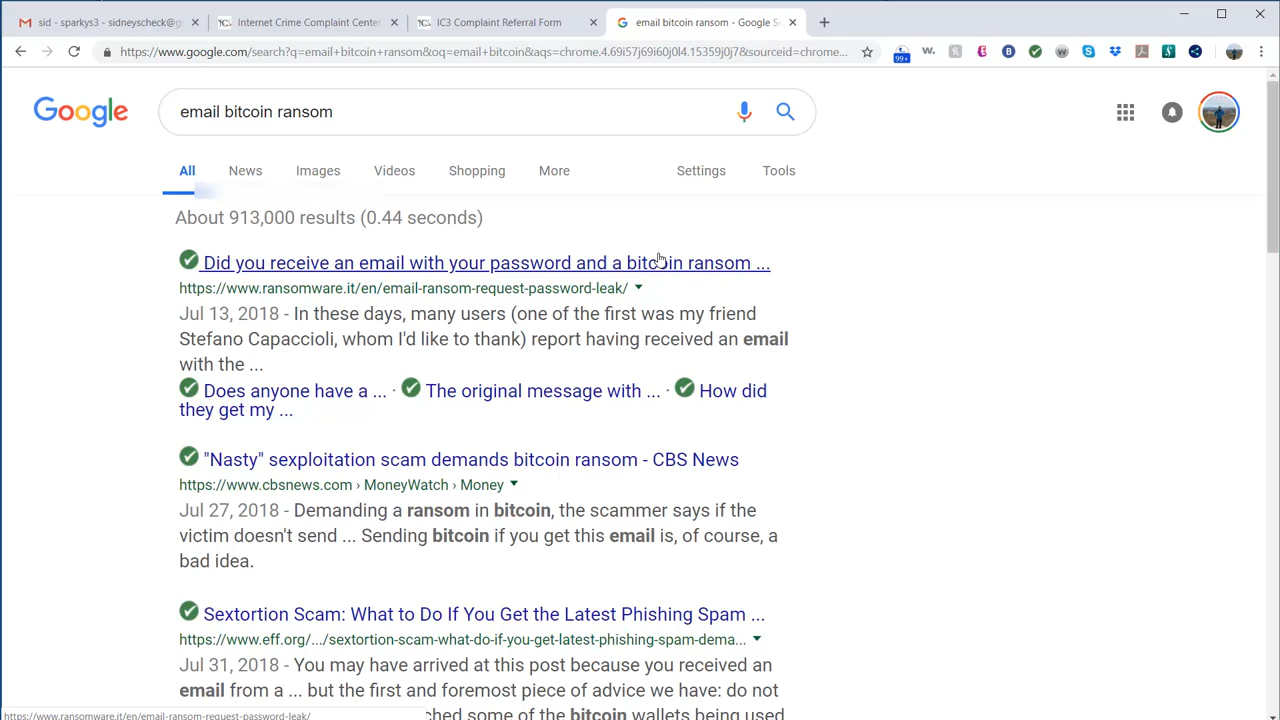 sid - sparkys3 - sidneyscheck@g
Internet Crime Complaint Center
IC3 Complaint Referral Form
email bitcoin ransom - Google S
https://www.google.com/search?q=email+bitcoin+ransom&oq=email+bitcoin&aqs=chrome.4.69i57j69i60j0l4.15359j0j7&sourceid=chrome...
99+
Google
email bitcoin ransom
All News Images Videos Shopping More Settings Tools
About 913,000 results (0.44 seconds)
Did you receive an email with your password and a bitcoin ransom ...
https://www.ransomware.it/en/email-ransom-request-password-leak/
Jul 13, 2018 - In these days, many users (one of the first was my friend
Stefano Capaccioli, whom I'd like to thank) report having received an email
with the ...
Does anyone have a ... · The original message with ... · How did
they get my ...
"Nasty" sexploitation scam demands bitcoin ransom - CBS News
https://www.cbsnews.com › MoneyWatch › Money
Jul 27, 2018 - Demanding a ransom in bitcoin, the scammer says if the
victim doesn't send ... Sending bitcoin if you get this email is, of course, a
bad idea.
Sextortion Scam: What to Do If You Get the Latest Phishing Spam ...
https://www.eff.org/.../sextortion-scam-what-do-if-you-get-latest-phishing-spam-dema...
Jul 31, 2018 - You may have arrived at this post because you received an
email from a ... but the first and foremost piece of advice we have: do not
ched some of the bitcoin wallets being used
https://www.ransomware.it/en/email-ransom-request-password-leak/